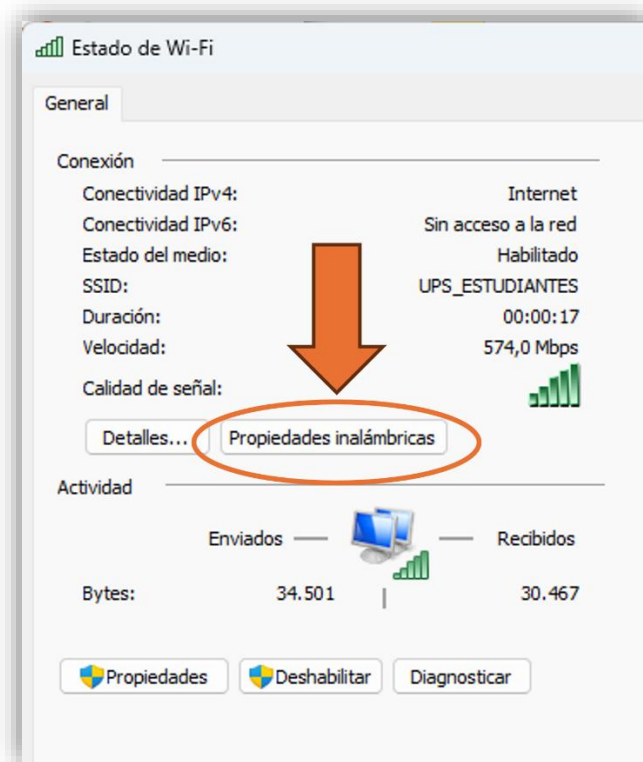 Estado de Wi-Fi
General
Conexión
Conectividad IPv4: Internet
Conectividad IPv6: Sin acceso a la red
Estado del medio: Habilitado
SSID: UPS_ESTUDIANTES
Duración: 00:00:17
Velocidad: 574,0 Mbps
Calidad de señal:
Detalles... Propiedades inalámbricas
Actividad
Enviados Recibidos
Bytes: 34.501 30.467
Propiedades Deshabilitar Diagnosticar